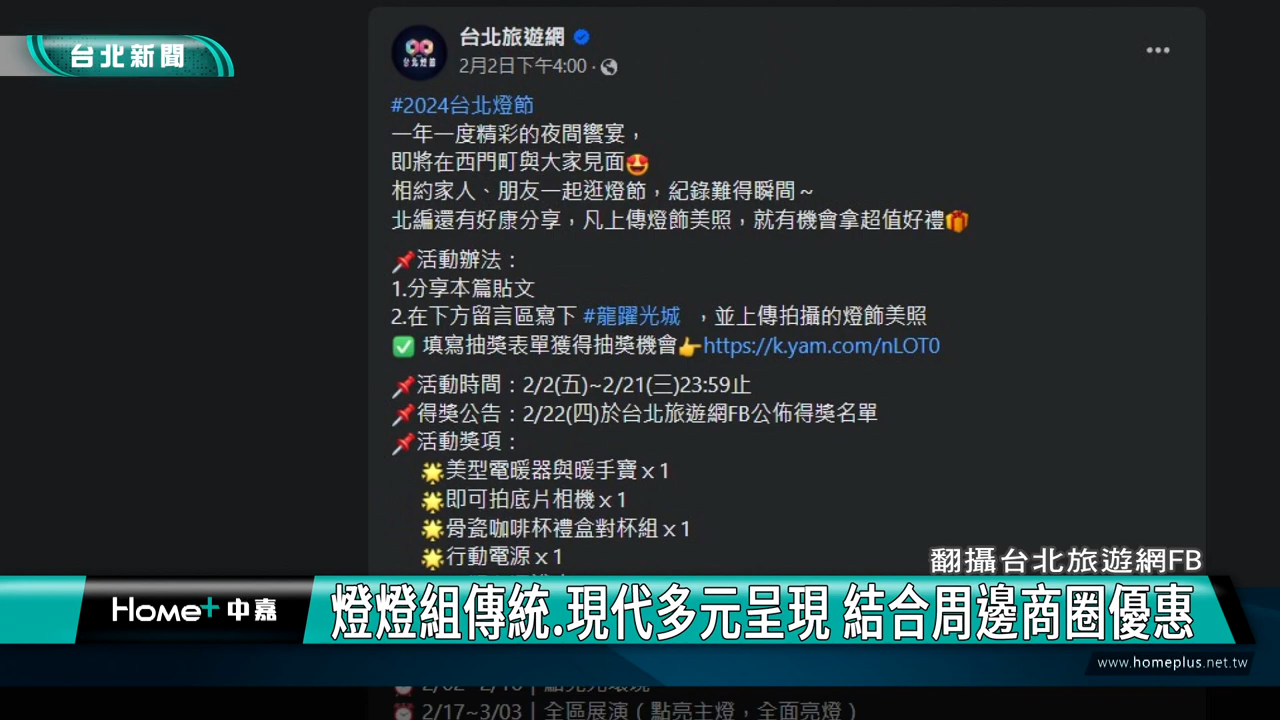 台北新聞
台北旅遊網
2月2日下午4:00
台北燈節
#2024台北燈節
一年一度精彩的夜間饗宴，
即將在西門町與大家見面🤩
相約家人、朋友一起逛燈節，紀錄難得瞬間~
北編還有好康分享，凡上傳燈飾美照，就有機會拿超值好禮🎁
📌活動辦法：
1.分享本篇貼文
2.在下方留言區寫下 #龍躍光城 ，並上傳拍攝的燈飾美照
✅ 填寫抽獎表單獲得抽獎機會👉https://k.yam.com/nLOT0
📌活動時間：2/2(五)~2/21(三)23:59止
📌得獎公告：2/22(四)於台北旅遊網FB公佈得獎名單
📌活動獎項：
🌟美型電暖器與暖手寶 x 1
🌟即可拍底片相機 x 1
🌟骨瓷咖啡杯禮盒對杯組 x 1
🌟行動電源 x 1
翻攝台北旅遊網FB
Home+ 中嘉
燈燈組傳統.現代多元呈現 結合周邊商圈優惠
www.homeplus.net.tw
⏰ 2/17~3/03｜全區展演（點亮主燈，全面亮燈）